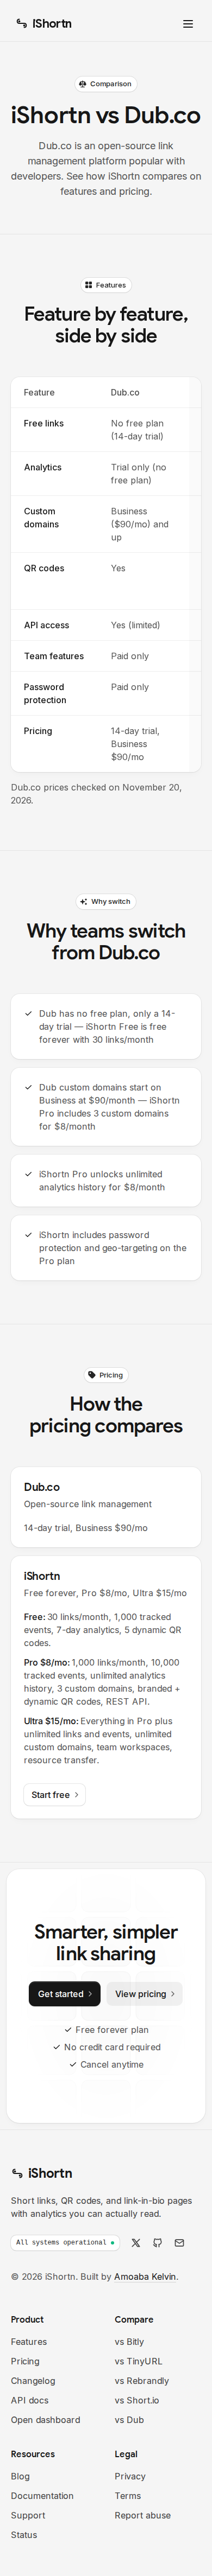 iShortn
Comparison
iShortn vs Dub.co
Dub.co is an open-source link
management platform popular with
developers. See how iShortn compares on
features and pricing.
Features
Feature by feature,
side by side
Feature Dub.co
Free links No free plan
(14-day trial)
Analytics Trial only (no
free plan)
Custom Business
domains ($90/mo) and
up
QR codes Yes
API access Yes (limited)
Team features Paid only
Password Paid only
protection
Pricing 14-day trial,
Business
$90/mo
Dub.co prices checked on November 20,
2026.
Why switch
Why teams switch
from Dub.co
Dub has no free plan, only a 14-
day trial — iShortn Free is free
forever with 30 links/month
Dub custom domains start on
Business at $90/month — iShortn
Pro includes 3 custom domains
for $8/month
iShortn Pro unlocks unlimited
analytics history for $8/month
iShortn includes password
protection and geo-targeting on the
Pro plan
Pricing
How the
pricing compares
Dub.co
Open-source link management
14-day trial, Business $90/mo
iShortn
Free forever, Pro $8/mo, Ultra $15/mo
Free: 30 links/month, 1,000 tracked
events, 7-day analytics, 5 dynamic QR
codes.
Pro $8/mo: 1,000 links/month, 10,000
tracked events, unlimited analytics
history, 3 custom domains, branded +
dynamic QR codes, REST API.
Ultra $15/mo: Everything in Pro plus
unlimited links and events, unlimited
custom domains, team workspaces,
resource transfer.
Start free
Smarter, simpler
link sharing
Get started View pricing
Free forever plan
No credit card required
Cancel anytime
iShortn
Short links, QR codes, and link-in-bio pages
with analytics you can actually read.
All systems operational
© 2026 iShortn. Built by Amoaba Kelvin.
Product
Features
Pricing
Changelog
API docs
Open dashboard
Compare
vs Bitly
vs TinyURL
vs Rebrandly
vs Short.io
vs Dub
Resources
Blog
Documentation
Support
Status
Legal
Privacy
Terms
Report abuse